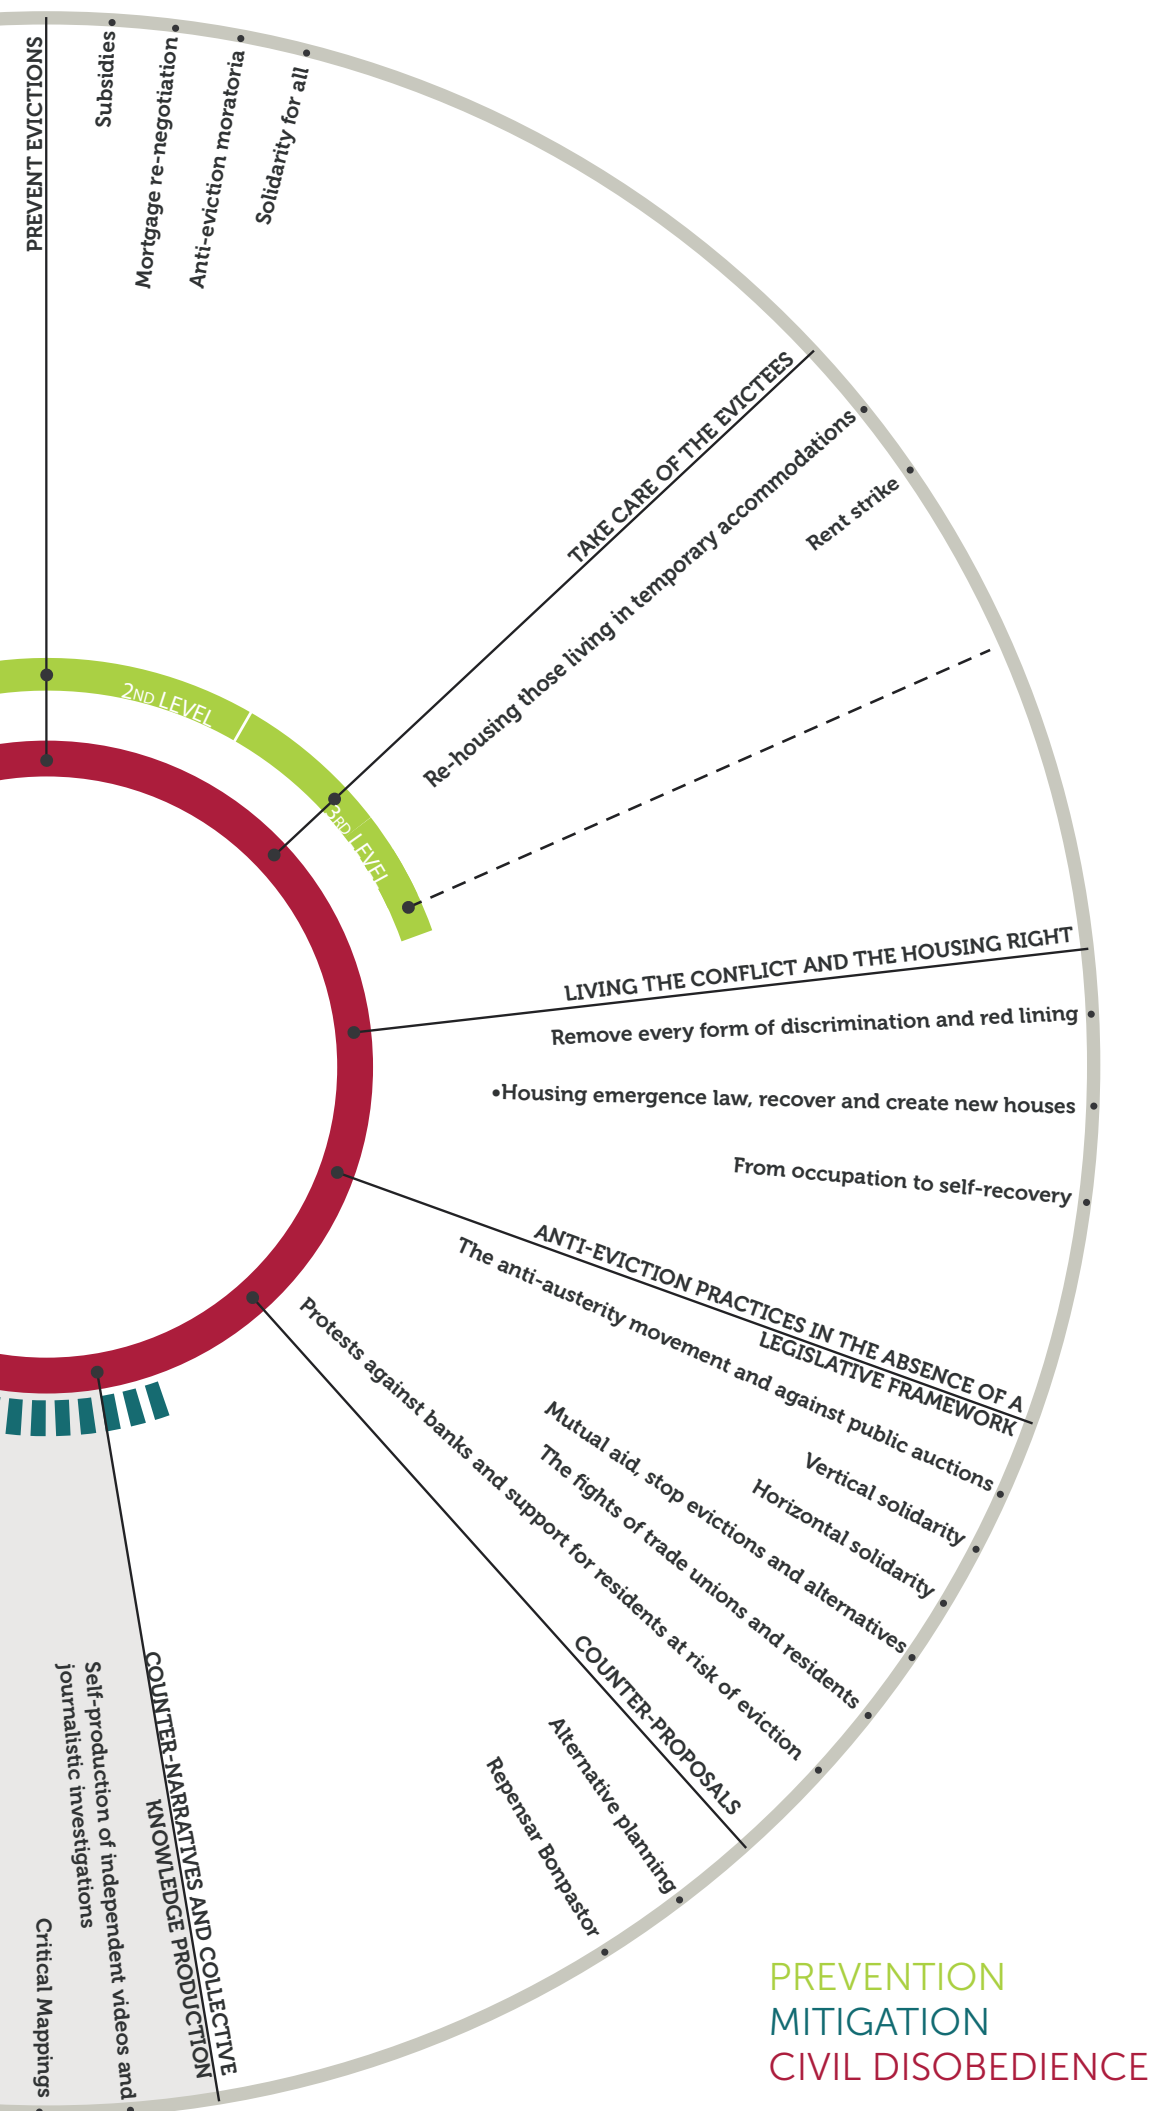 PREVENT EVICTIONS
Subsidies
Mortgage re-negotiation
Anti-eviction moratoria
Solidarity for all
TAKE CARE OF THE EVICTEES
Re-housing those living in temporary accommodations
Rent strike
2ND LEVEL
3RD LEVEL
LIVING THE CONFLICT AND THE HOUSING RIGHT
Remove every form of discrimination and red lining
•Housing emergence law, recover and create new houses
From occupation to self-recovery
ANTI-EVICTION PRACTICES IN THE ABSENCE OF A
LEGISLATIVE FRAMEWORK
The anti-austerity movement and against public auctions
Vertical solidarity
Horizontal solidarity
Mutual aid, stop evictions and alternatives
The fights of trade unions and residents
Protests against banks and support for residents at risk of eviction
COUNTER-PROPOSALS
Alternative planning
Repensar Bonpastor
COUNTER-NARRATIVES AND COLLECTIVE
KNOWLEDGE PRODUCTION
Self-production of independent videos and
journalistic investigations
Critical Mappings
PREVENTION
MITIGATION
CIVIL DISOBEDIENCE